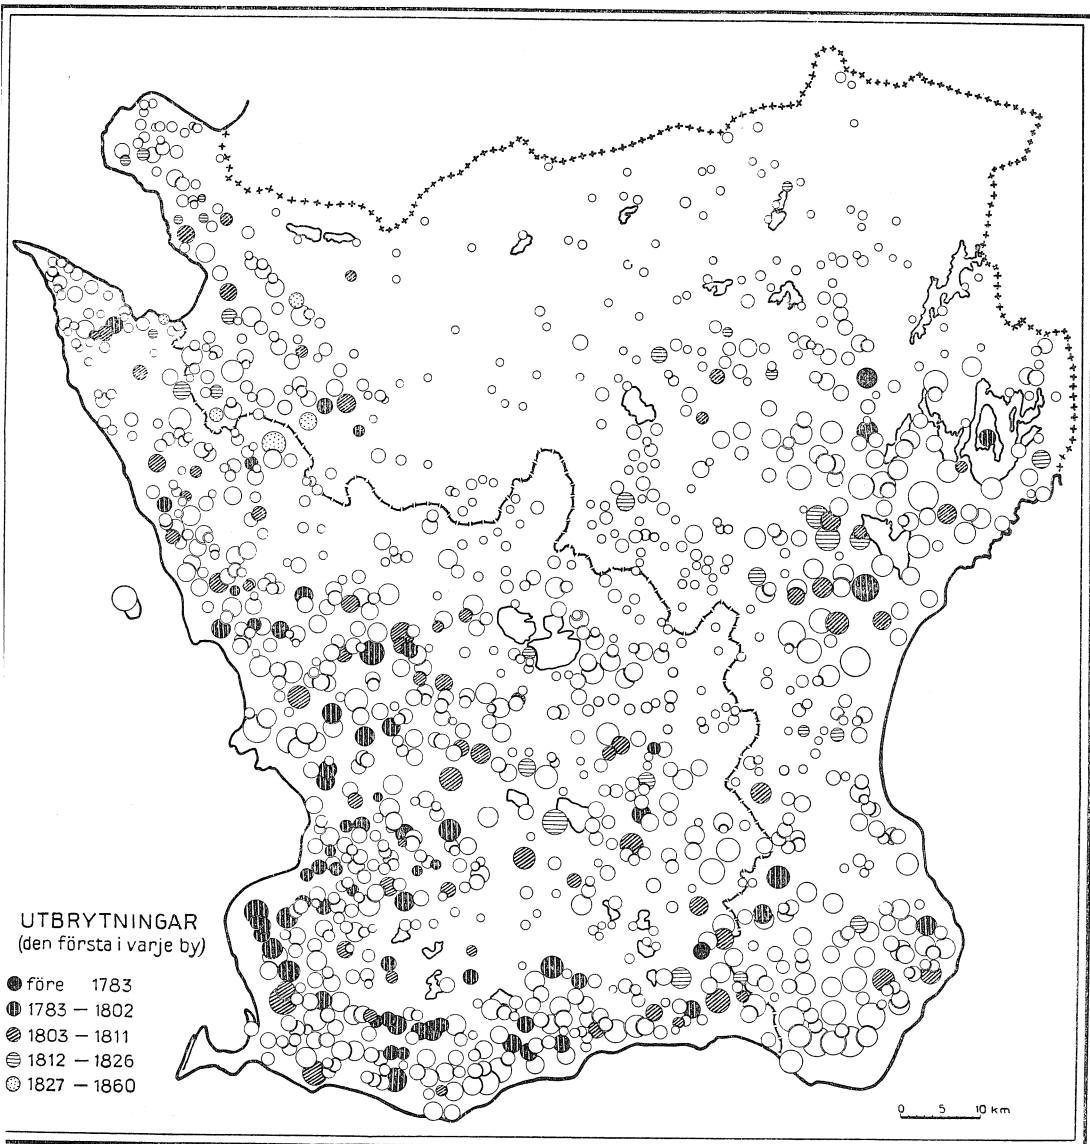 UTBRYTNINGAR
(den första i varje by)
före 1783
1783 — 1802
1803 — 1811
1812 — 1826
1827 — 1860
0 5 10 km